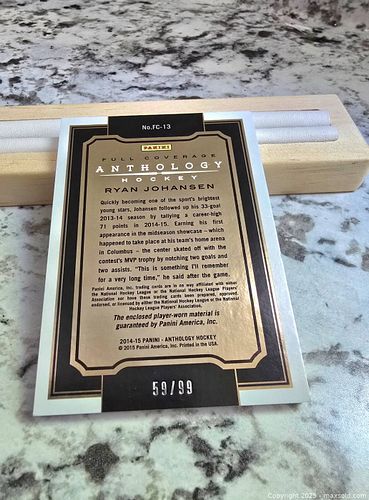 No.FC-13
PANINI
FULL COVERAGE
ANTHOLOGY
HOCKEY
RYAN JOHANSEN
Quickly becoming one of the sport's brightest
young stars, Johansen followed up his 33-goal
2013-14 season by tallying a career-high
71 points in 2014-15. Earning his first
appearance in the midseason showcase – which
happened to take place at his team's home arena
in Columbus – the center skated off with the
contest's MVP trophy by notching two goals and
two assists. "This is something I'll remember
for a very long time," he said after the game.
Panini America, Inc. trading cards are in no way affiliated with either
the National Hockey League or the National Hockey League Players'
Association nor have these trading cards been prepared, approved,
endorsed, or licensed by either the National Hockey League or National
Hockey League Players' Association.
The enclosed player-worn material is
guaranteed by Panini America, Inc.
2014-15 PANINI - ANTHOLOGY HOCKEY
© 2015 Panini America, Inc. Printed in the USA.
59/99
Copyright 2025 - maxsold.com